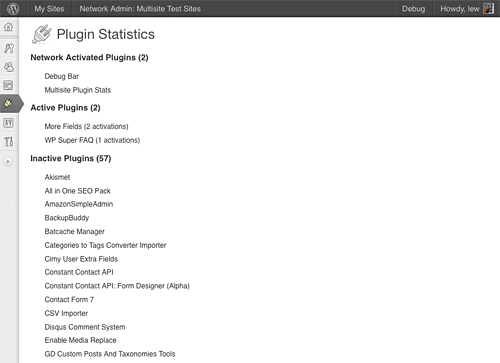 My Sites Network Admin: Multisite Test Sites Debug Howdy, lew
Plugin Statistics
Network Activated Plugins (2)
Debug Bar
Multisite Plugin Stats
Active Plugins (2)
More Fields (2 activations)
WP Super FAQ (1 activations)
Inactive Plugins (57)
Akismet
All in One SEO Pack
AmazonSimpleAdmin
BackupBuddy
Batcache Manager
Categories to Tags Converter Importer
Cimy User Extra Fields
Constant Contact API
Constant Contact API: Form Designer (Alpha)
Contact Form 7
CSV Importer
Disqus Comment System
Enable Media Replace
GD Custom Posts And Taxonomies Tools